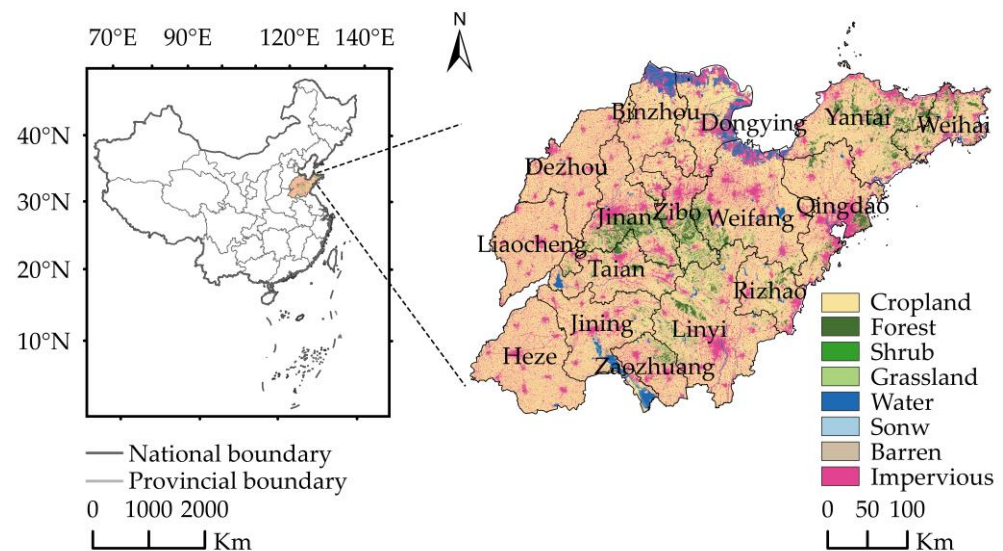 70°E 90°E 120°E 140°E
40°N
30°N
20°N
10°N
National boundary
Provincial boundary
0 1000 2000
Km
N
Binzhou
Dongying
Yantai
Weihai
Dezhou
Jinan
Zibo
Weifang
Qingdao
Liaocheng
Taian
Rizhao
Jining
Linyi
Heze
Zaozhuang
Cropland
Forest
Shrub
Grassland
Water
Sonw
Barren
Impervious
0 50 100
Km